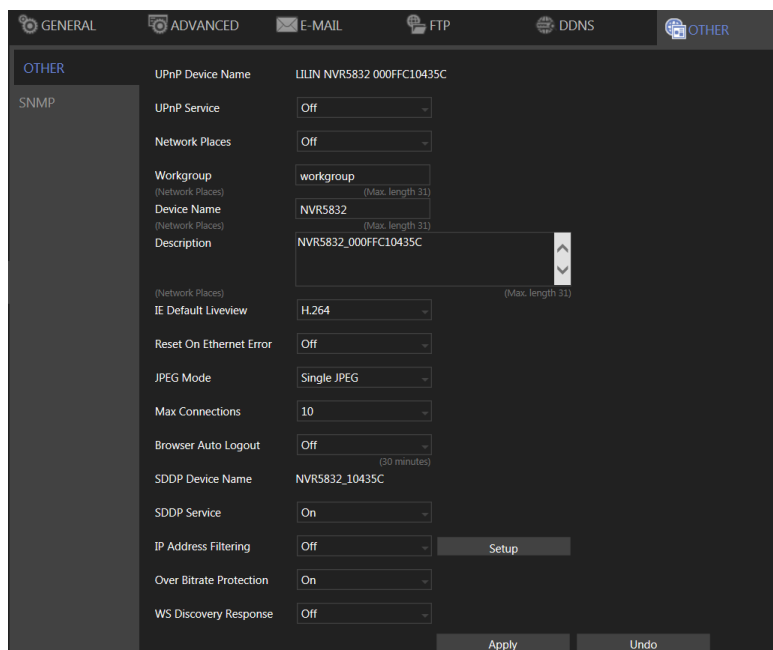 GENERAL ADVANCED E-MAIL FTP DDNS OTHER
OTHER
SNMP
UPnP Device Name LILIN NVR5832 000FFC10435C
UPnP Service Off
Network Places Off
Workgroup workgroup
(Network Places) (Max. length 31)
Device Name NVR5832
(Network Places) (Max. length 31)
Description NVR5832_000FFC10435C
(Network Places) (Max. length 31)
IE Default Liveview H.264
Reset On Ethernet Error Off
JPEG Mode Single JPEG
Max Connections 10
Browser Auto Logout Off
(30 minutes)
SDDP Device Name NVR5832_10435C
SDDP Service On
IP Address Filtering Off Setup
Over Bitrate Protection On
WS Discovery Response Off
Apply Undo